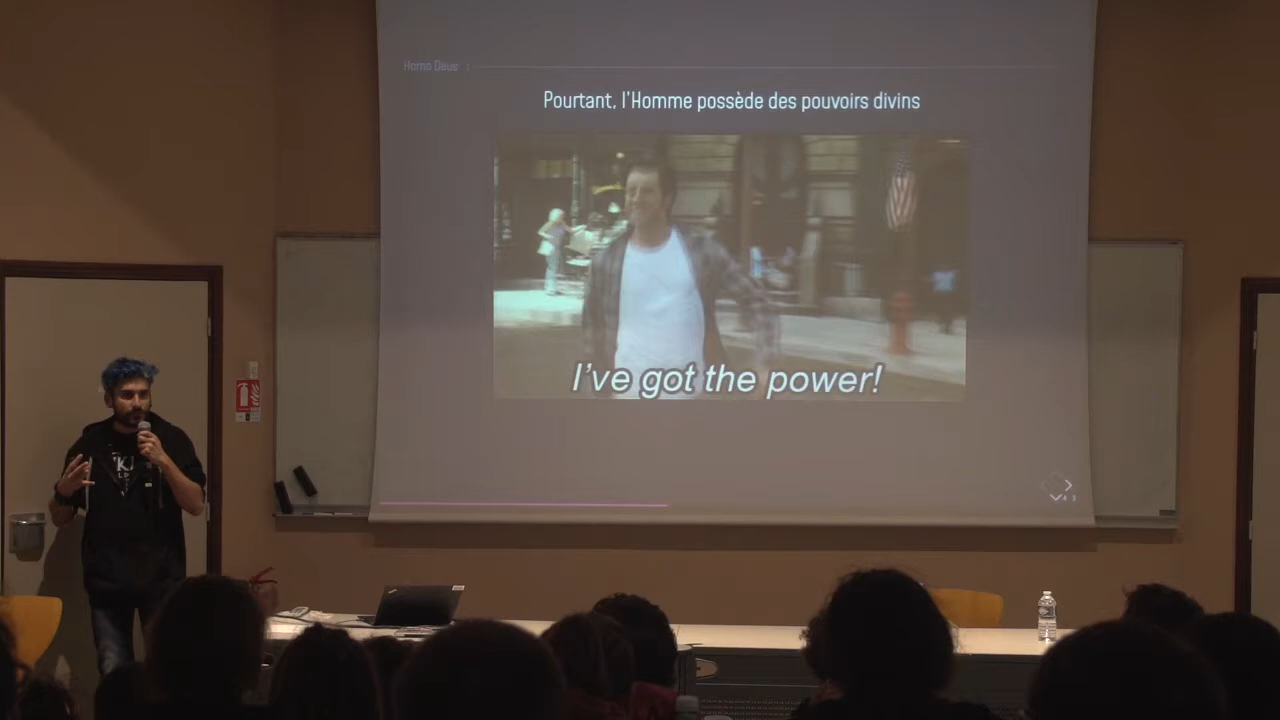 Homo Deus
Pourtant, l'Homme possède des pouvoirs divins
I've got the power!